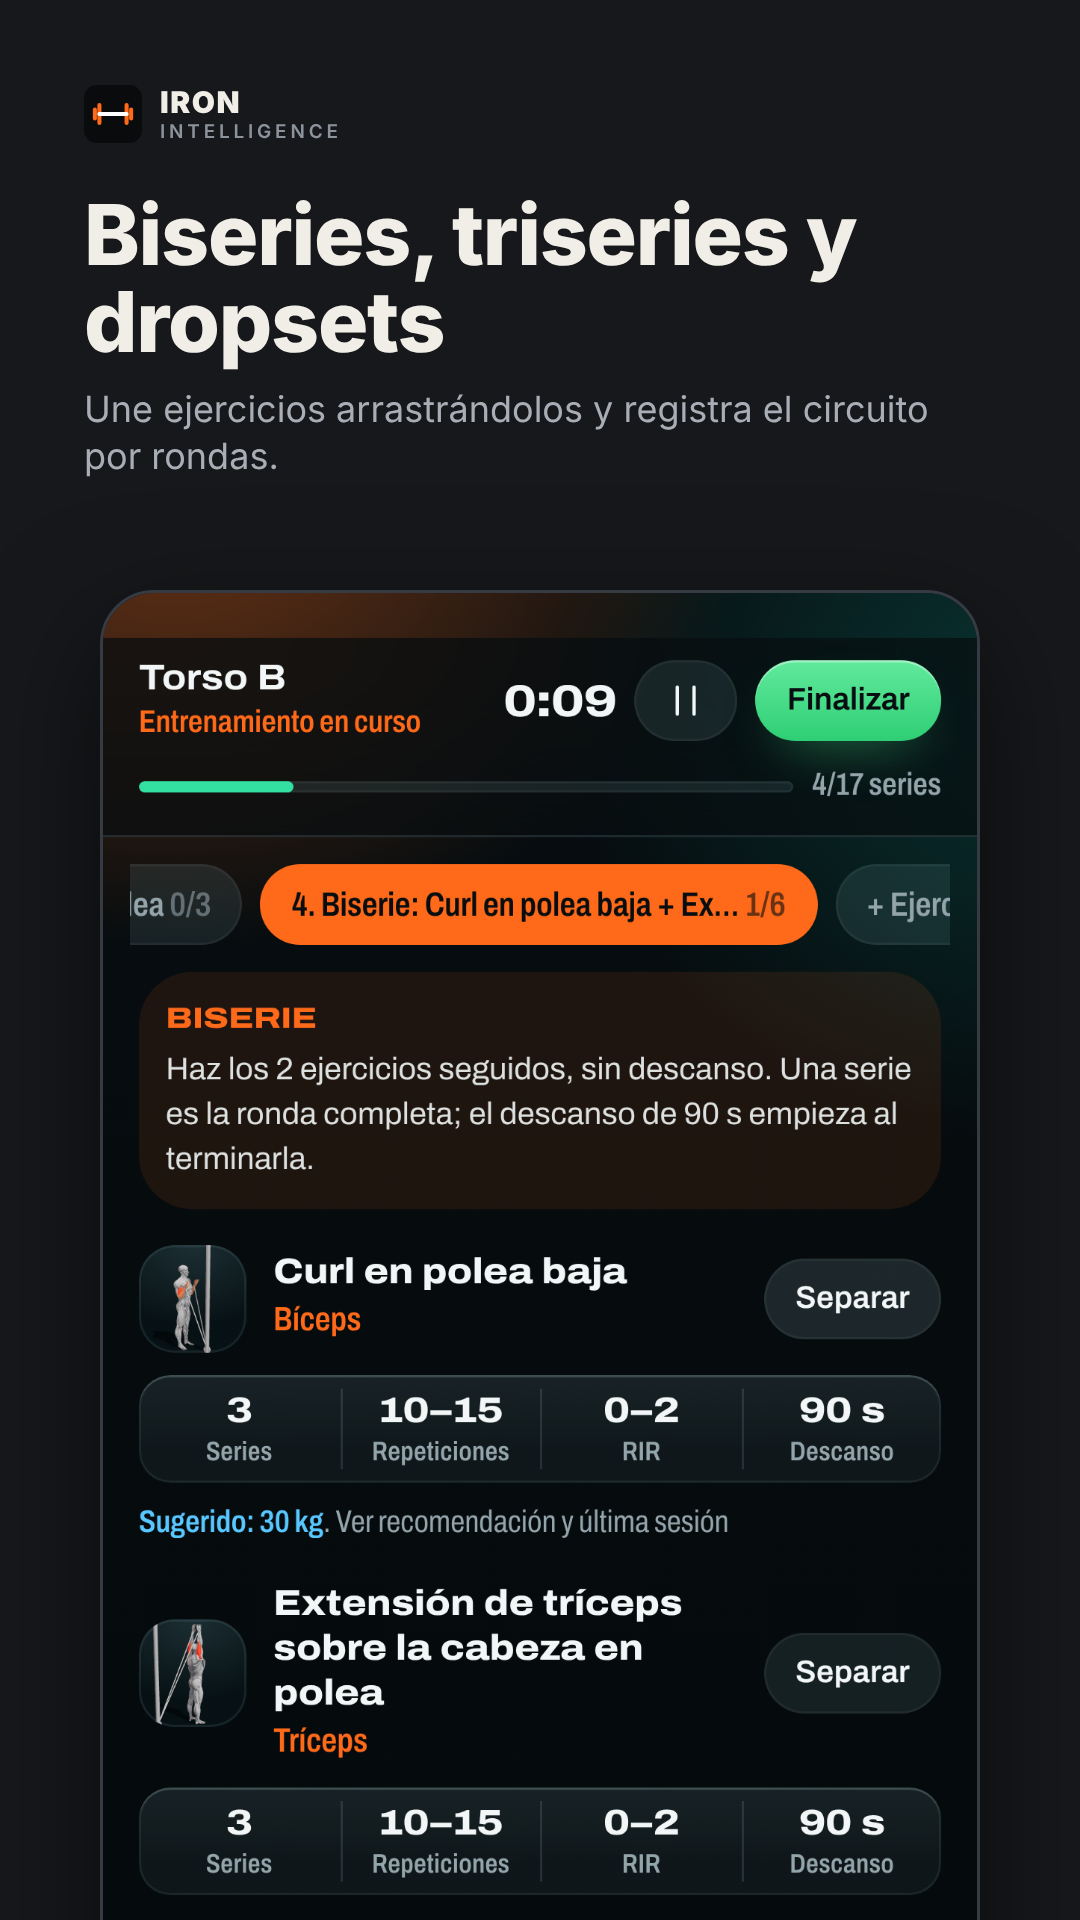 IRON
INTELLIGENCE
Biseries, triseries y
dropsets
Une ejercicios arrastrándolos y registra el circuito
por rondas.
Torso B
Entrenamiento en curso
0:09
Finalizar
4/17 series
lea 0/3
4. Biserie: Curl en polea baja + Ex... 1/6
+ Ejerc
BISERIE
Haz los 2 ejercicios seguidos, sin descanso. Una serie
es la ronda completa; el descanso de 90 s empieza al
terminarla.
Curl en polea baja
Bíceps
Separar
3
Series
10–15
Repeticiones
0–2
RIR
90 s
Descanso
Sugerido: 30 kg. Ver recomendación y última sesión
Extensión de tríceps
sobre la cabeza en
polea
Tríceps
Separar
3
Series
10–15
Repeticiones
0–2
RIR
90 s
Descanso